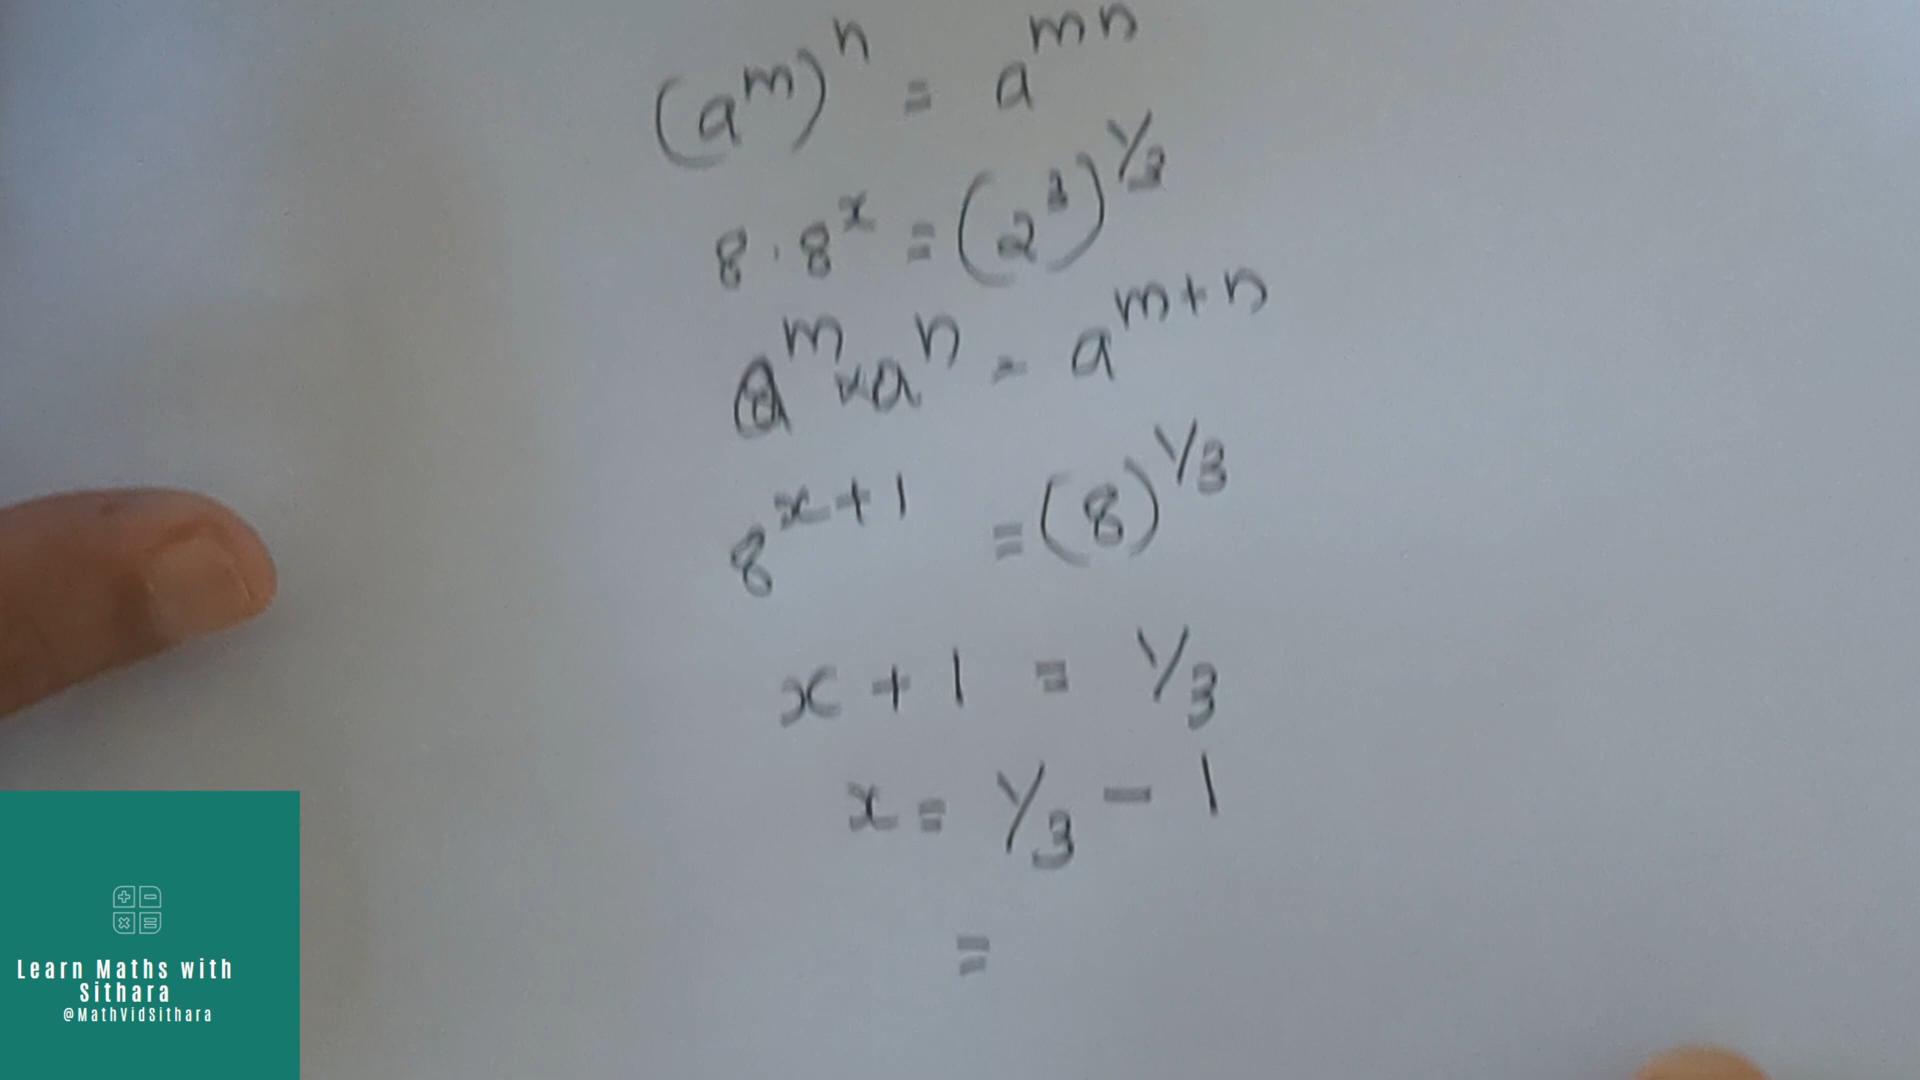 (a^m)^n = a^mn
8 · 8^x = (2^3)^1/3
a^m × a^n = a^m+n
8^x+1 = (8)^1/3
x + 1 = 1/3
x = 1/3 - 1
=
Learn Maths with
Sithara
@MathVidSithara